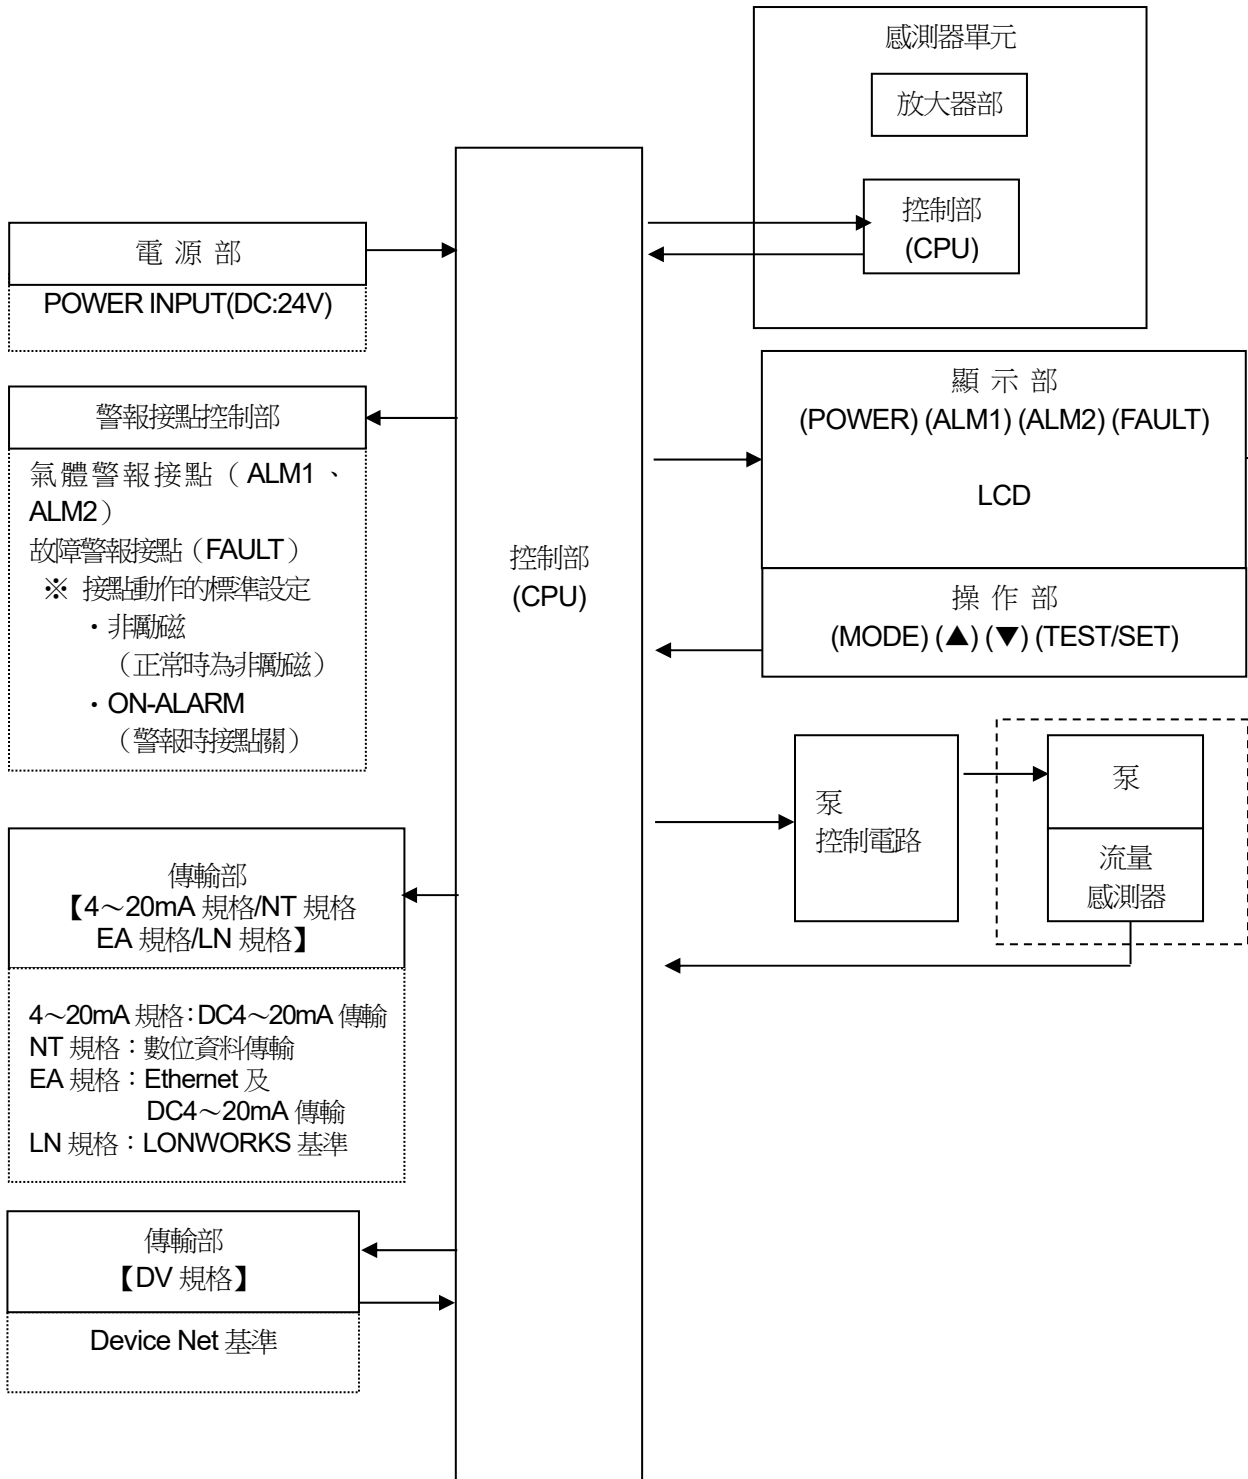 感測器單元
放大器部
控制部
(CPU)
電 源 部
POWER INPUT(DC:24V)
警報接點控制部
氣體警報接點（ALM1、
ALM2）
故障警報接點（FAULT）
※ 接點動作的標準設定
・非勵磁
（正常時為非勵磁）
・ON-ALARM
（警報時接點關）
控制部
(CPU)
顯 示 部
(POWER) (ALM1) (ALM2) (FAULT)
LCD
操 作 部
(MODE) (▲) (▼) (TEST/SET)
泵
控制電路
泵
流量
感測器
傳輸部
【4～20mA 規格/NT 規格
EA 規格/LN 規格】
4～20mA 規格：DC4～20mA 傳輸
NT 規格：數位資料傳輸
EA 規格：Ethernet 及
DC4～20mA 傳輸
LN 規格：LONWORKS 基準
傳輸部
【DV 規格】
Device Net 基準